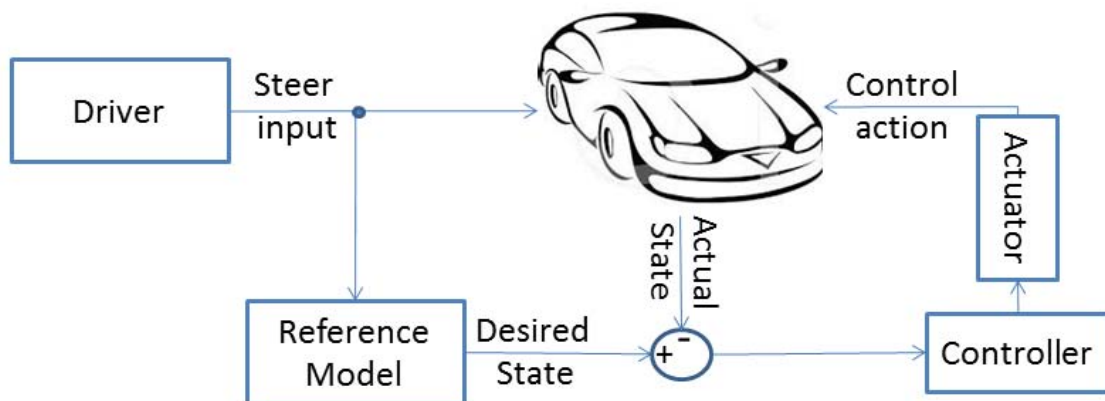 Driver
Steer
input
Control
action
Actuator
Actual
State
Reference
Model
Desired
State
+
-
Controller